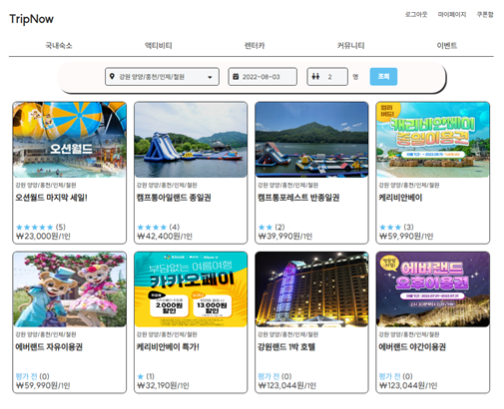 TripNow
로그아웃 마이페이지 쿠폰함
국내숙소 액티비티 렌터카 커뮤니티 이벤트
강원 양양/홍천/인제/철원 2022-08-03 2 명 조회
오션월드
캐리비안베이
종일이용권
강원 양양/홍천/인제/철원 강원 양양/홍천/인제/철원 강원 양양/홍천/인제/철원 강원 양양/홍천/인제/철원
오션월드 마지막 세일! 캠프통아일랜드 종일권 캠프통포레스트 반종일권 케리비안베이
★★★★★ (5) ★★★★ (4) ★★ (2) ★★★ (3)
₩23,000원/1인 ₩42,400원/1인 ₩39,990원/1인 ₩59,990원/1인
부담없는 여름여행
카카오페이
2,000원 할인
13,000원 할인
에버랜드
오후이용권
강원 양양/홍천/인제/철원 강원 양양/홍천/인제/철원 강원 양양/홍천/인제/철원 강원 양양/홍천/인제/철원
에버랜드 자유이용권 케리비안베이 특가! 강원랜드 1박 호텔 에버랜드 야간이용권
평가 전 (0) ★ (1) 평가 전 (0) 평가 전 (0)
₩59,990원/1인 ₩32,190원/1인 ₩123,044원/1인 ₩123,044원/1인